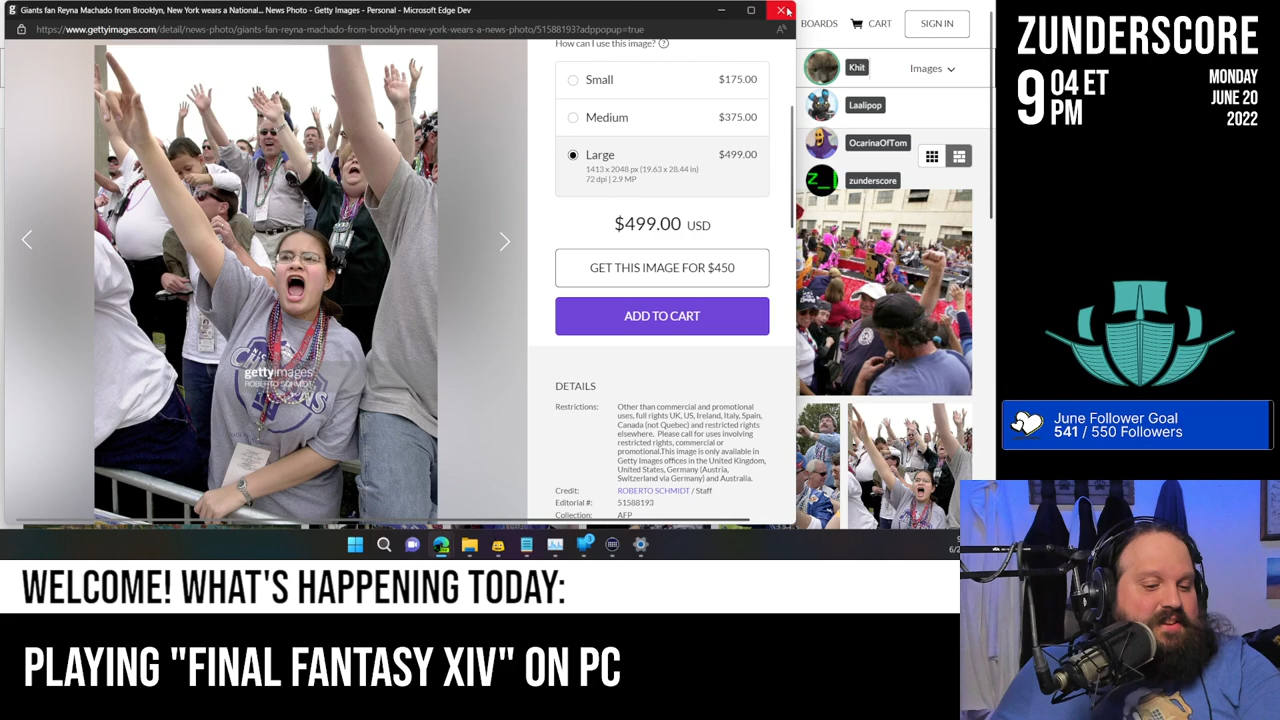 Giants fan Reyna Machado from Brooklyn, New York wears a National... News Photo - Getty Images - Personal - Microsoft Edge Dev
https://www.gettyimages.com/detail/news-photo/giants-fan-reyna-machado-from-brooklyn-new-york-wears-a-news-photo/51588193?adppopup=true
How can I use this image?
Small $175.00
Medium $375.00
Large $499.00
1413 x 2048 px (19.63 x 28.44 in)
72 dpi | 2.9 MP
$499.00 USD
GET THIS IMAGE FOR $450
ADD TO CART
DETAILS
Restrictions: Other than commercial and promotional
uses, full rights UK, US, Ireland, Italy, Spain,
Canada (not Quebec) and restricted rights
elsewhere. Please call for uses involving
restricted rights, commercial or
promotional.This image is only available in
Getty Images offices in the United Kingdom,
United States, Germany (Austria,
Switzerland via Germany) and Australia.
Credit: ROBERTO SCHMIDT / Staff
Editorial #: 51588193
Collection: AFP
gettyimages
ROBERTO SCHMIDT
BOARDS CART SIGN IN
Khit
Images
Laalipop
OcarinaOfTom
zunderscore
Z_
ZUNDERSCORE
9 04 ET
PM
MONDAY
JUNE 20
2022
June Follower Goal
541 / 550 Followers
WELCOME! WHAT'S HAPPENING TODAY:
PLAYING "FINAL FANTASY XIV" ON PC